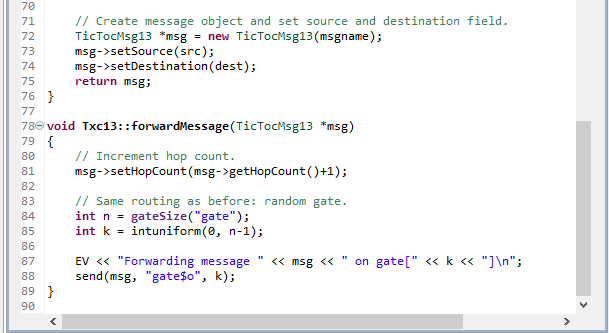 70
71     // Create message object and set source and destination field.
72     TicTocMsg13 *msg = new TicTocMsg13(msgname);
73     msg->setSource(src);
74     msg->setDestination(dest);
75     return msg;
76 }
77
78 void Txc13::forwardMessage(TicTocMsg13 *msg)
79 {
80     // Increment hop count.
81     msg->setHopCount(msg->getHopCount()+1);
82
83     // Same routing as before: random gate.
84     int n = gateSize("gate");
85     int k = intuniform(0, n-1);
86
87     EV << "Forwarding message " << msg << " on gate[" << k << "]\n";
88     send(msg, "gate$o", k);
89 }
90